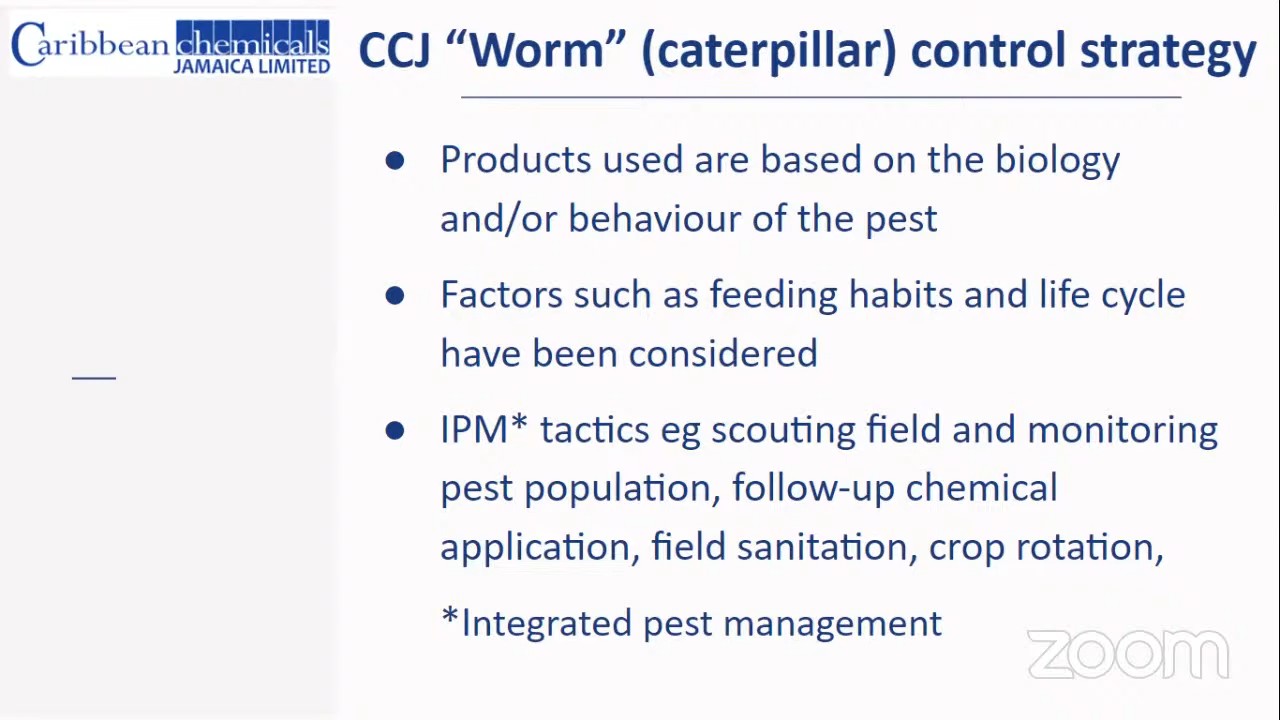 Caribbean chemicals
JAMAICA LIMITED
CCJ “Worm” (caterpillar) control strategy
● Products used are based on the biology
and/or behaviour of the pest
● Factors such as feeding habits and life cycle
have been considered
● IPM* tactics eg scouting field and monitoring
pest population, follow-up chemical
application, field sanitation, crop rotation,
*Integrated pest management
zoom